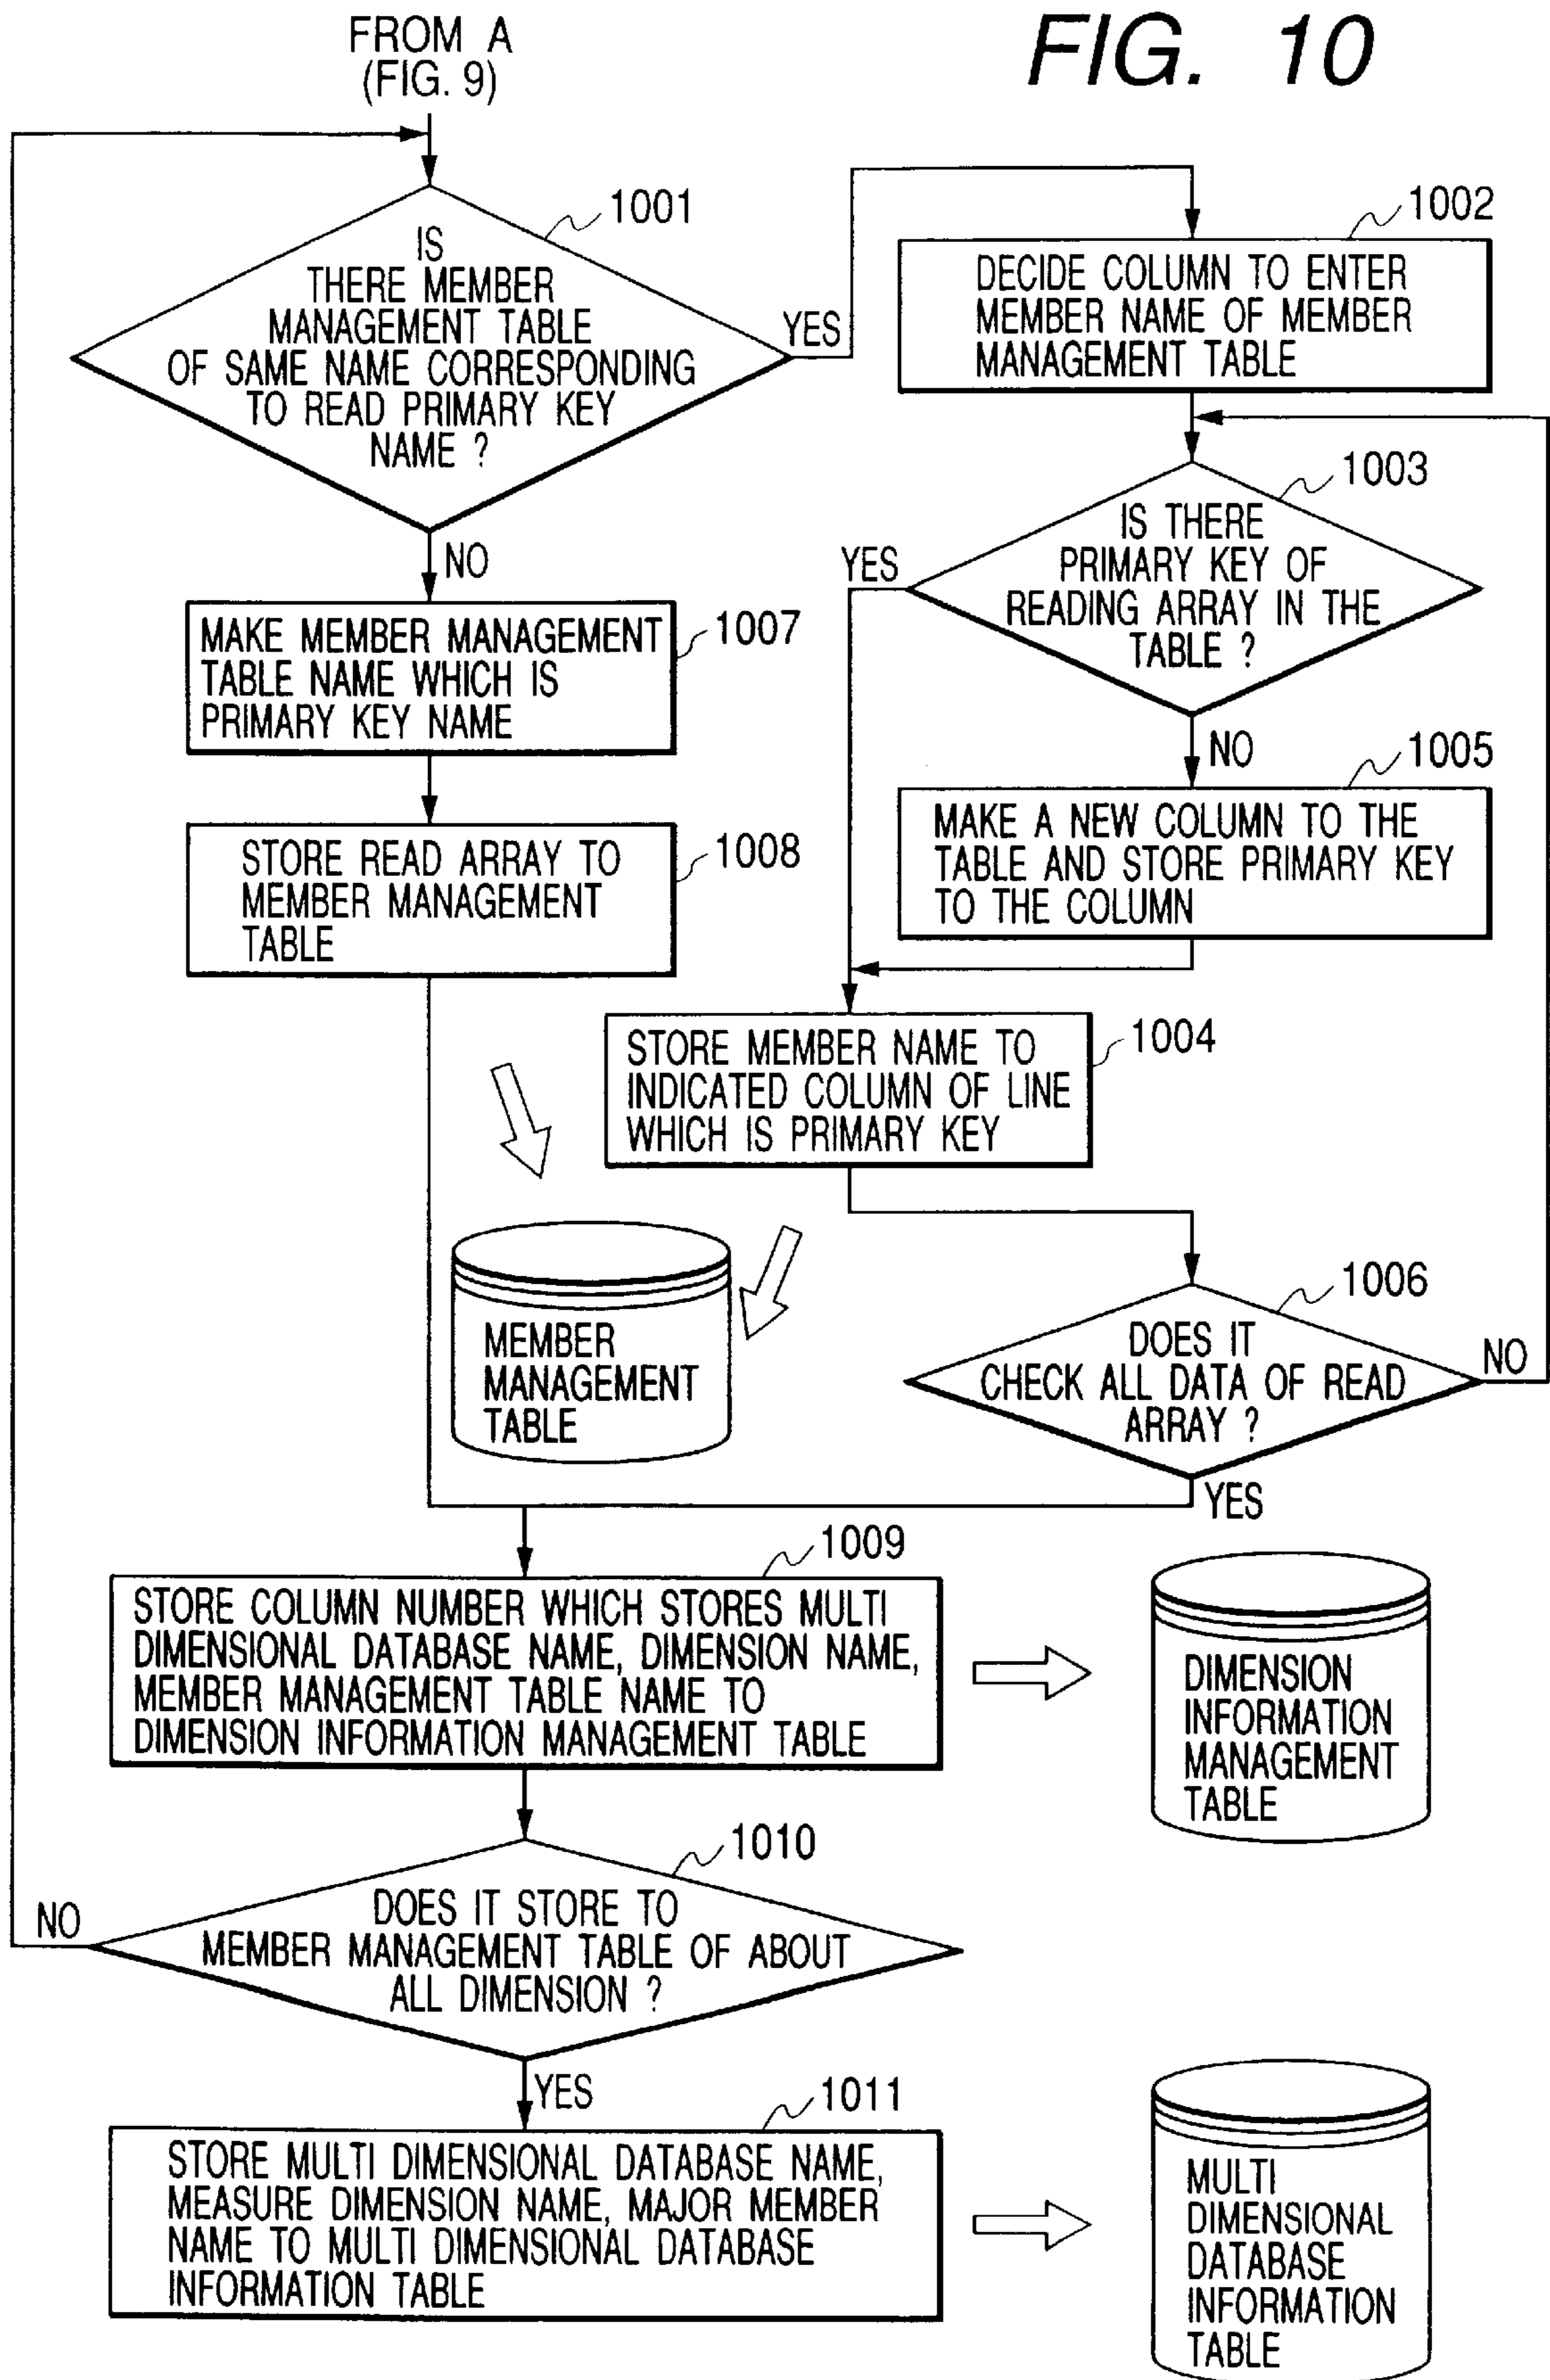 FROM A
(FIG. 9)
FIG. 10
1001
IS
THERE MEMBER
MANAGEMENT TABLE
OF SAME NAME CORRESPONDING
TO READ PRIMARY KEY
NAME ?
YES
NO
1002
DECIDE COLUMN TO ENTER
MEMBER NAME OF MEMBER
MANAGEMENT TABLE
1003
IS THERE
PRIMARY KEY OF
READING ARRAY IN THE
TABLE ?
YES
NO
1007
MAKE MEMBER MANAGEMENT
TABLE NAME WHICH IS
PRIMARY KEY NAME
1005
MAKE A NEW COLUMN TO THE
TABLE AND STORE PRIMARY KEY
TO THE COLUMN
1008
STORE READ ARRAY TO
MEMBER MANAGEMENT
TABLE
1004
STORE MEMBER NAME TO
INDICATED COLUMN OF LINE
WHICH IS PRIMARY KEY
MEMBER
MANAGEMENT
TABLE
1006
DOES IT
CHECK ALL DATA OF READ
ARRAY ?
NO
YES
1009
STORE COLUMN NUMBER WHICH STORES MULTI
DIMENSIONAL DATABASE NAME, DIMENSION NAME,
MEMBER MANAGEMENT TABLE NAME TO
DIMENSION INFORMATION MANAGEMENT TABLE
DIMENSION
INFORMATION
MANAGEMENT
TABLE
1010
DOES IT STORE TO
MEMBER MANAGEMENT TABLE OF ABOUT
ALL DIMENSION ?
NO
YES
1011
STORE MULTI DIMENSIONAL DATABASE NAME,
MEASURE DIMENSION NAME, MAJOR MEMBER
NAME TO MULTI DIMENSIONAL DATABASE
INFORMATION TABLE
MULTI
DIMENSIONAL
DATABASE
INFORMATION
TABLE